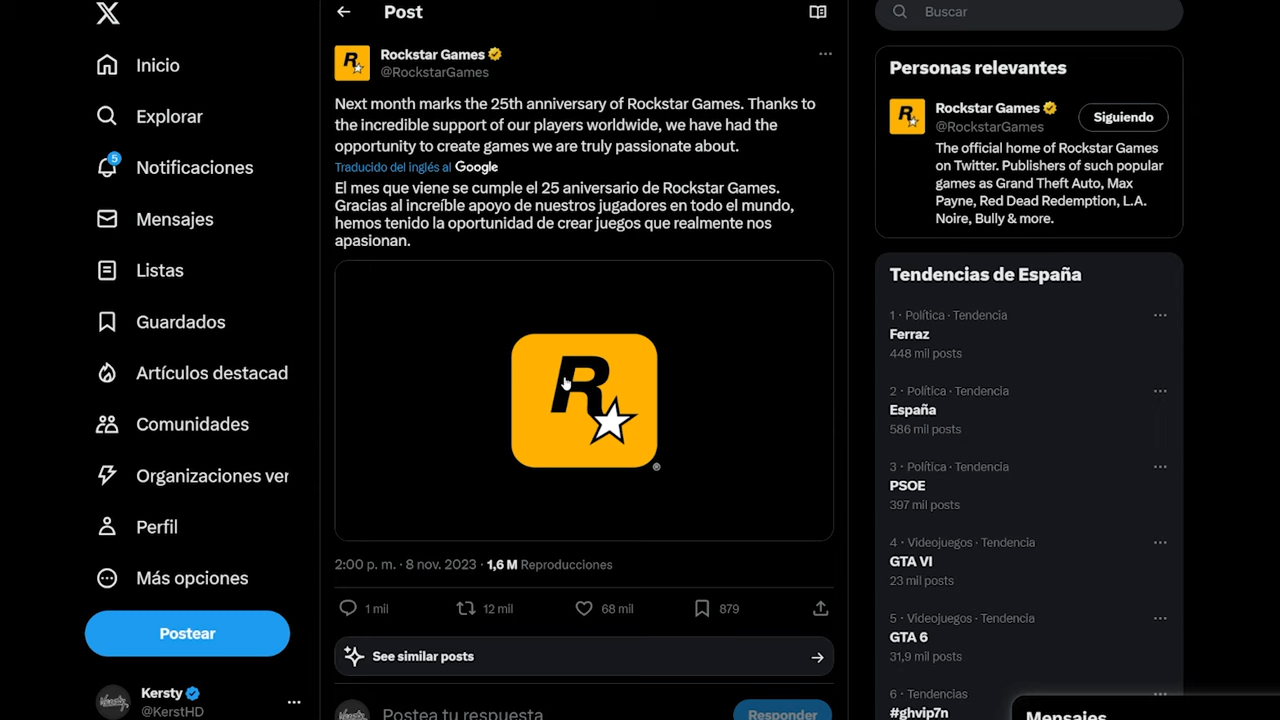 Post
Buscar
Inicio
Explorar
5
Notificaciones
Mensajes
Listas
Guardados
Artículos destacad
Comunidades
Organizaciones ver
Perfil
Más opciones
Postear
Kersty
@KerstHD
Rockstar Games
@RockstarGames
Next month marks the 25th anniversary of Rockstar Games. Thanks to
the incredible support of our players worldwide, we have had the
opportunity to create games we are truly passionate about.
Traducido del inglés al Google
El mes que viene se cumple el 25 aniversario de Rockstar Games.
Gracias al increíble apoyo de nuestros jugadores en todo el mundo,
hemos tenido la oportunidad de crear juegos que realmente nos
apasionan.
R
®
2:00 p. m. · 8 nov. 2023 · 1,6 M Reproducciones
1 mil
12 mil
68 mil
879
See similar posts
Postea tu respuesta
Responder
Personas relevantes
Rockstar Games
@RockstarGames
Siguiendo
The official home of Rockstar Games
on Twitter. Publishers of such popular
games as Grand Theft Auto, Max
Payne, Red Dead Redemption, L.A.
Noire, Bully & more.
Tendencias de España
1 · Política · Tendencia
Ferraz
448 mil posts
2 · Política · Tendencia
España
586 mil posts
3 · Política · Tendencia
PSOE
397 mil posts
4 · Videojuegos · Tendencia
GTA VI
23 mil posts
5 · Videojuegos · Tendencia
GTA 6
31,9 mil posts
6 · Tendencias
#ghvip7n
Mensajes